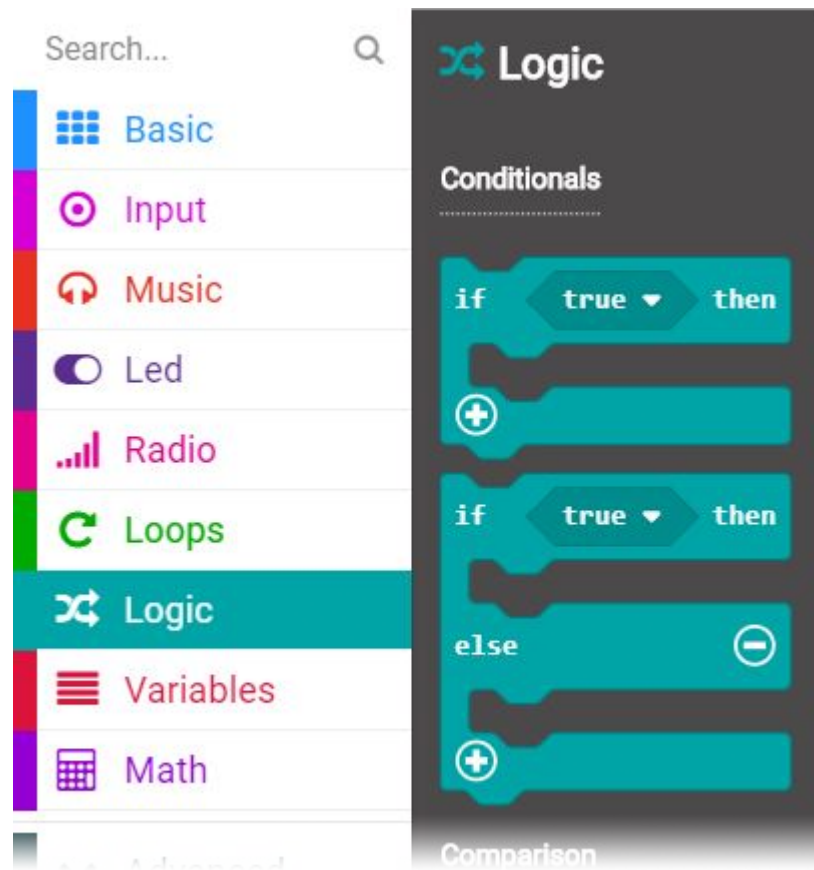 Search...
Basic
Input
Music
Led
Radio
Loops
Logic
Variables
Math
Advanced
Logic
Conditionals
if true then
if true then
else
Comparison